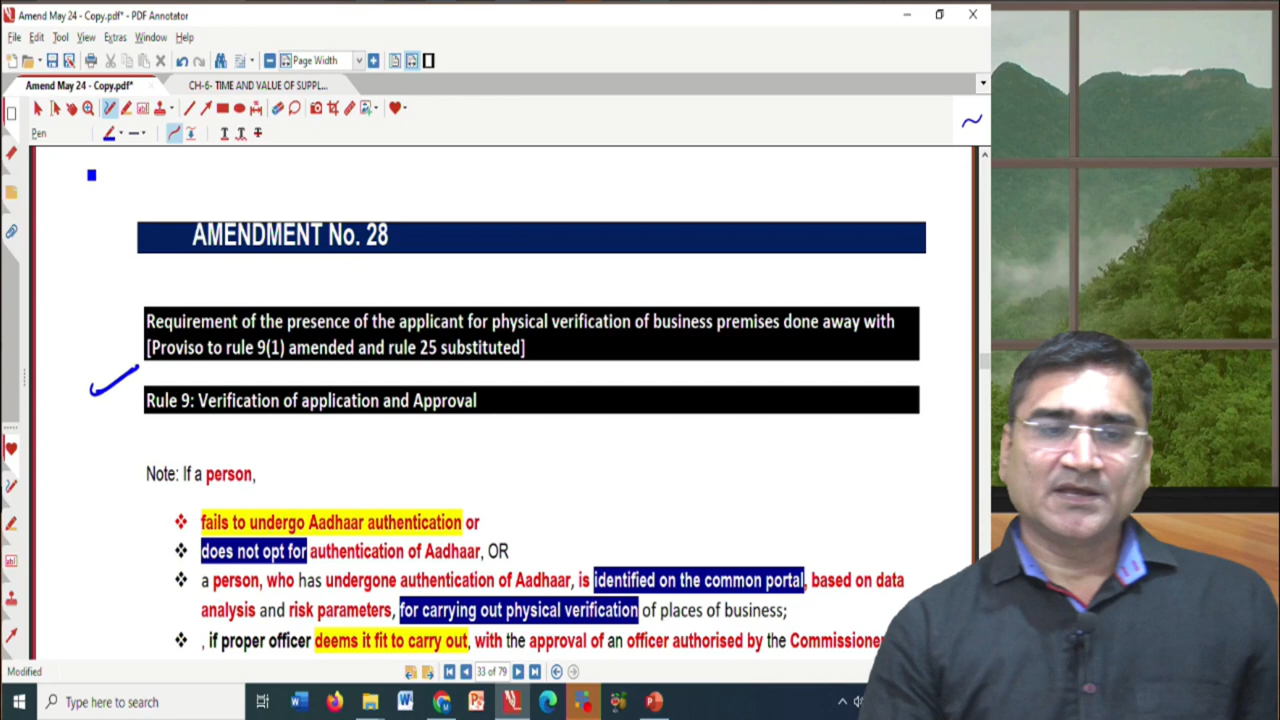 Amend May 24 - Copy.pdf* - PDF Annotator
File Edit Tool View Extras Window Help
Page Width
Amend May 24 - Copy.pdf*
CH-6- TIME AND VALUE OF SUPPL...
Pen
AMENDMENT No. 28
Requirement of the presence of the applicant for physical verification of business premises done away with
[Proviso to rule 9(1) amended and rule 25 substituted]
Rule 9: Verification of application and Approval
Note: If a person,
fails to undergo Aadhaar authentication or
does not opt for authentication of Aadhaar, OR
a person, who has undergone authentication of Aadhaar, is identified on the common portal, based on data
analysis and risk parameters, for carrying out physical verification of places of business;
, if proper officer deems it fit to carry out, with the approval of an officer authorised by the Commissioner
Modified
33 of 79
Type here to search